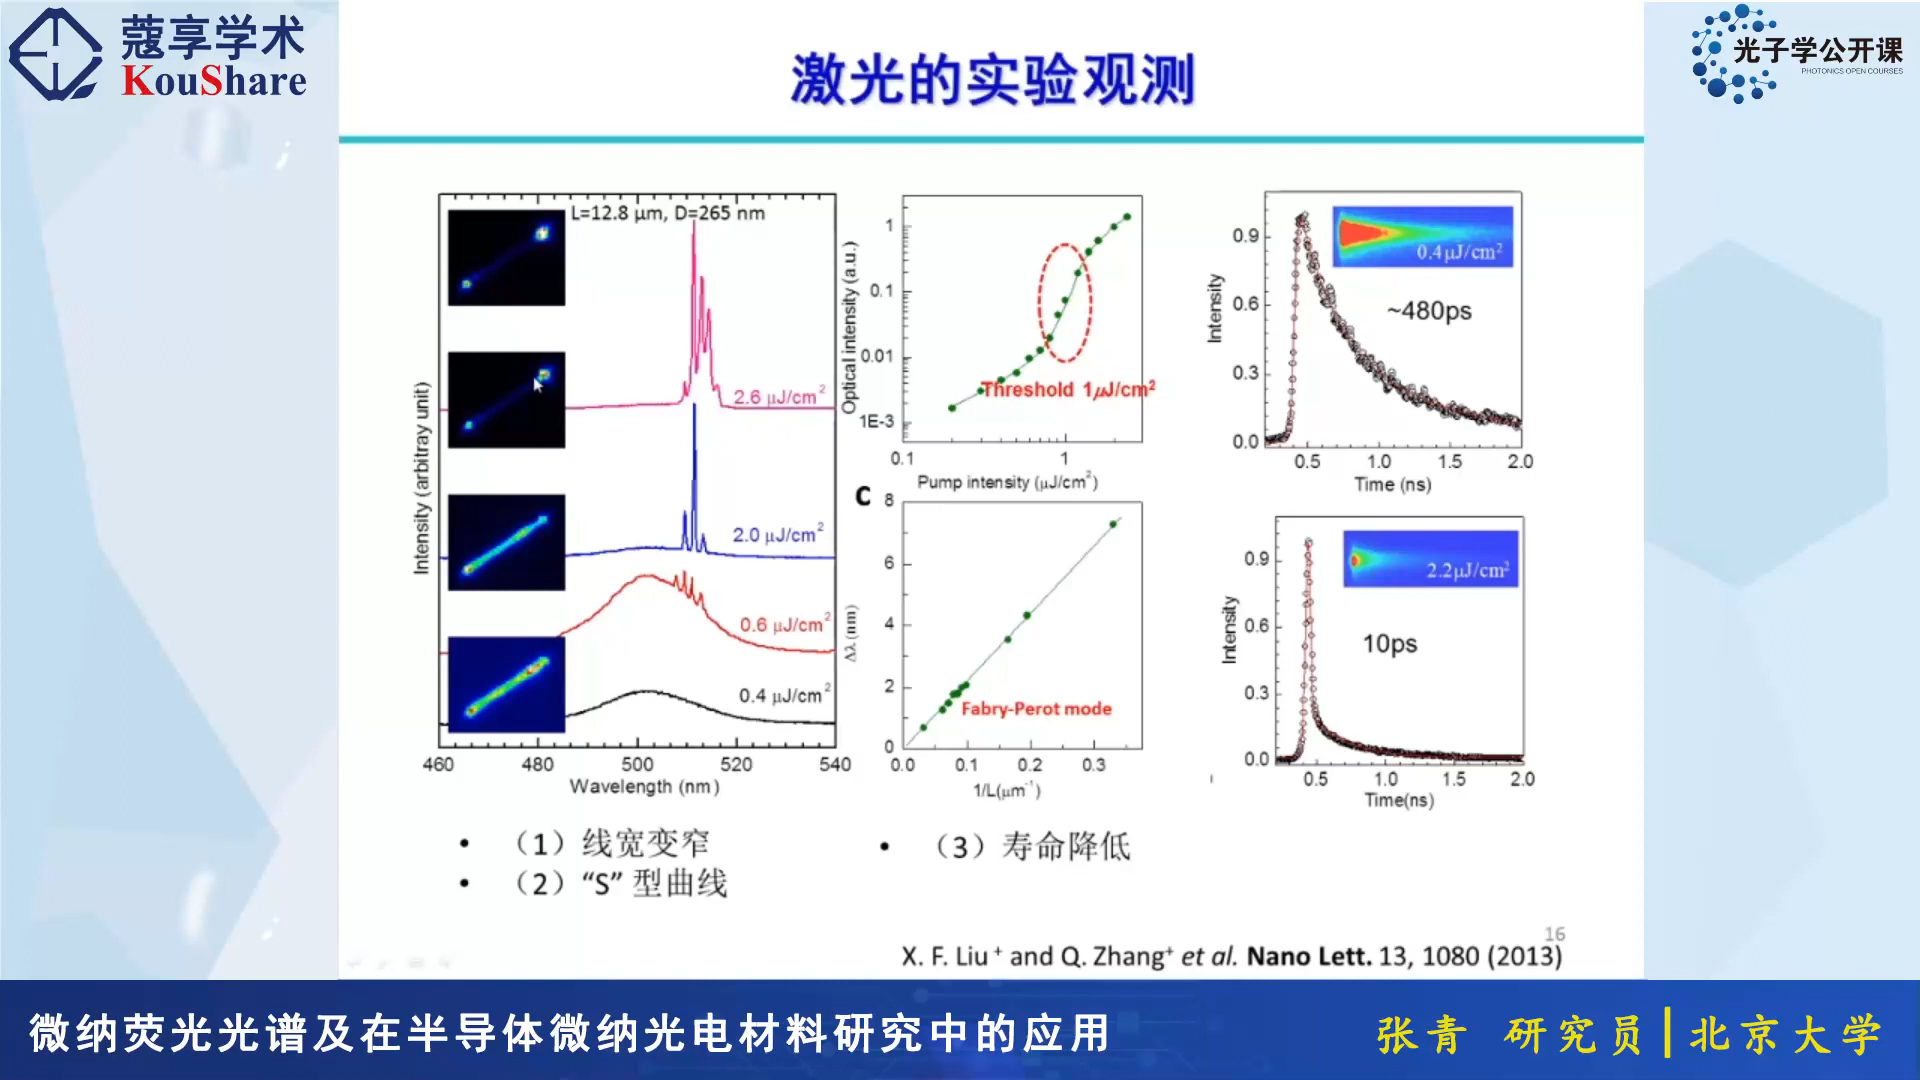 蔻享学术
KouShare
光子学公开课
PHOTONICS OPEN COURSES
激光的实验观测
L=12.8 μm, D=265 nm
2.6 μJ/cm²
2.0 μJ/cm²
0.6 μJ/cm²
0.4 μJ/cm²
Intensity (arbitray unit)
460 480 500 520 540
Wavelength (nm)
Optical intensity (a.u.)
1
0.1
0.01
1E-3
Threshold 1μJ/cm²
0.1 1
Pump intensity (μJ/cm²)
C
8
6
4
2
0
Δλ (nm)
Fabry-Perot mode
0.0 0.1 0.2 0.3
1/L(μm⁻¹)
Intensity
0.9
0.6
0.3
0.0
0.4μJ/cm²
~480ps
0.5 1.0 1.5 2.0
Time (ns)
Intensity
0.9
0.6
0.3
0.0
2.2μJ/cm²
10ps
0.5 1.0 1.5 2.0
Time(ns)
• （1）线宽变窄
• （2）“S” 型曲线
• （3）寿命降低
16
X. F. Liu⁺ and Q. Zhang⁺ et al. Nano Lett. 13, 1080 (2013)
微纳荧光光谱及在半导体微纳光电材料研究中的应用
张青 研究员|北京大学